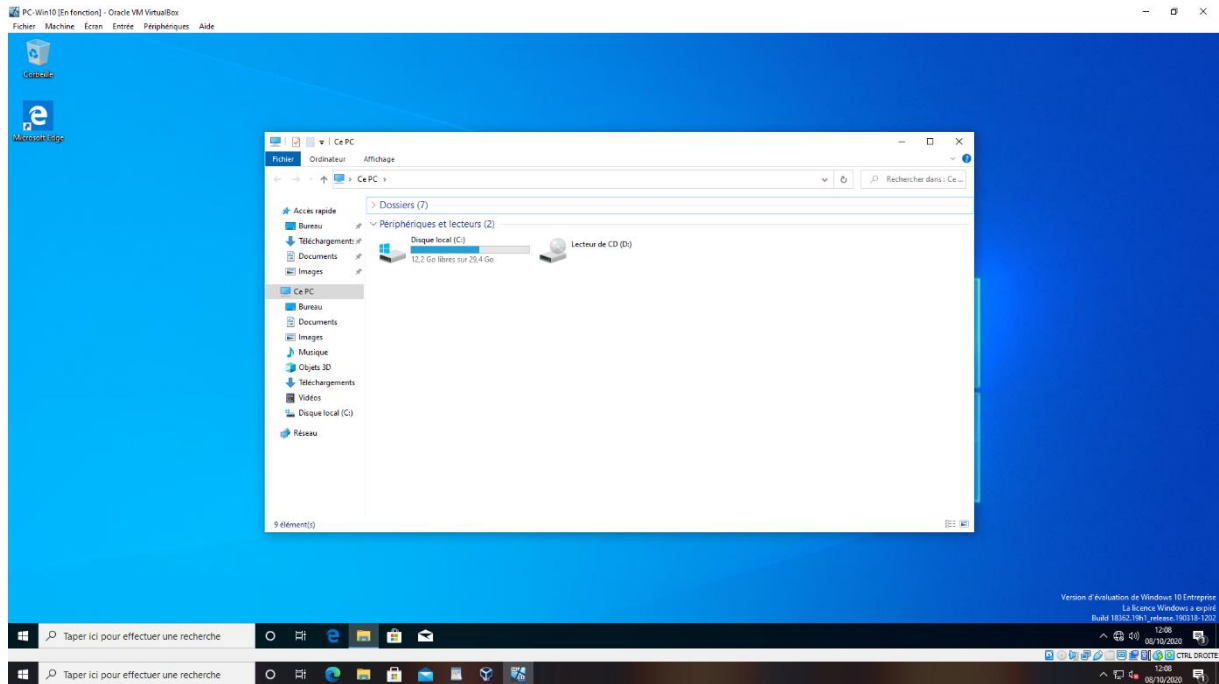 PC-Win10 [En fonction] - Oracle VM VirtualBox
Fichier Machine Écran Entrée Périphériques Aide
Corbeille
Microsoft Edge
Ce PC
Fichier Ordinateur Affichage
Ce PC
Rechercher dans : Ce ...
Accès rapide
Bureau
Téléchargements
Documents
Images
Ce PC
Bureau
Documents
Images
Musique
Objets 3D
Téléchargements
Vidéos
Disque local (C:)
Réseau
Dossiers (7)
Périphériques et lecteurs (2)
Disque local (C:)
12,2 Go libres sur 29,4 Go
Lecteur de CD (D:)
9 élément(s)
Version d'évaluation de Windows 10 Entreprise
La licence Windows a expiré
Build 18362.19h1_release.190318-1202
Taper ici pour effectuer une recherche
12:08
08/10/2020
CTRL DROITE
Taper ici pour effectuer une recherche
12:08
08/10/2020